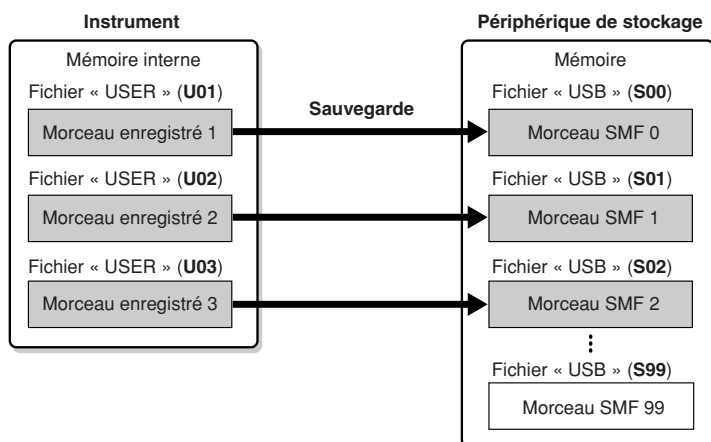 Instrument
Mémoire interne
Fichier « USER » (U01)
Morceau enregistré 1
Fichier « USER » (U02)
Morceau enregistré 2
Fichier « USER » (U03)
Morceau enregistré 3
Sauvegarde
Périphérique de stockage
Mémoire
Fichier « USB » (S00)
Morceau SMF 0
Fichier « USB » (S01)
Morceau SMF 1
Fichier « USB » (S02)
Morceau SMF 2
Fichier « USB » (S99)
Morceau SMF 99